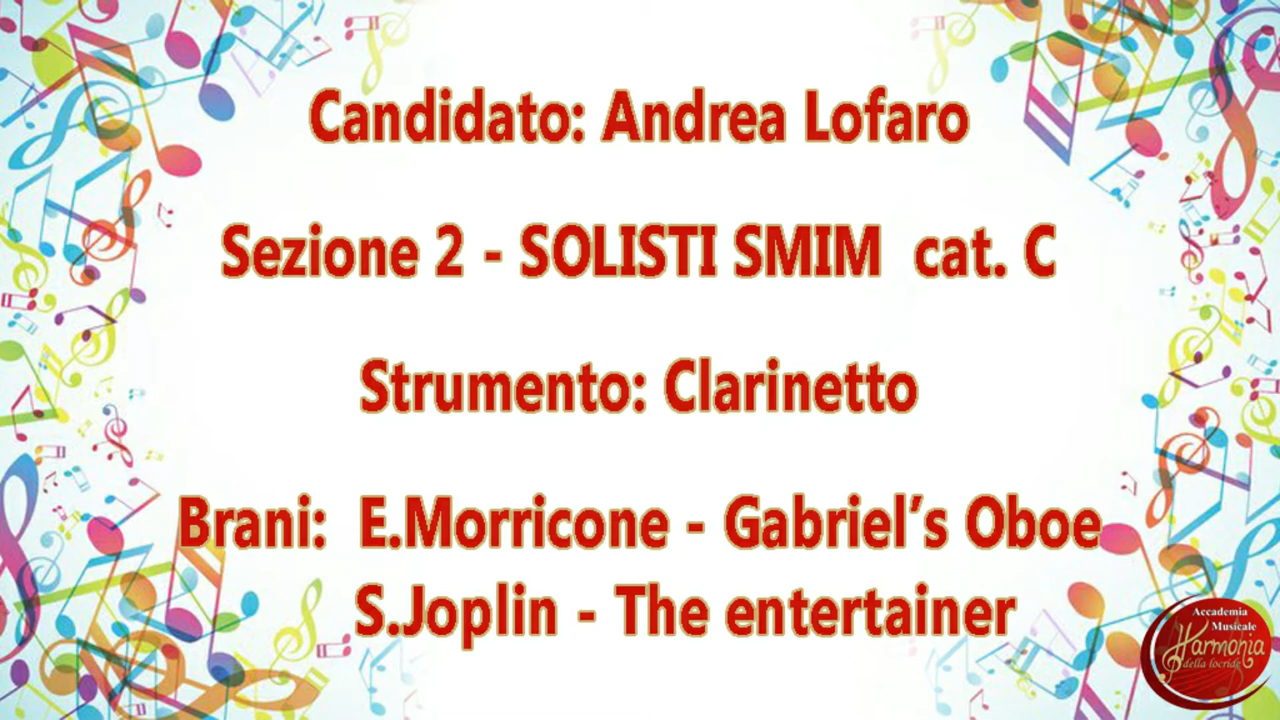 Candidato: Andrea Lofaro
Sezione 2 - SOLISTI SMIM cat. C
Strumento: Clarinetto
Brani: E.Morricone - Gabriel's Oboe
S.Joplin - The entertainer
Accademia
Musicale
Harmonia
della locride